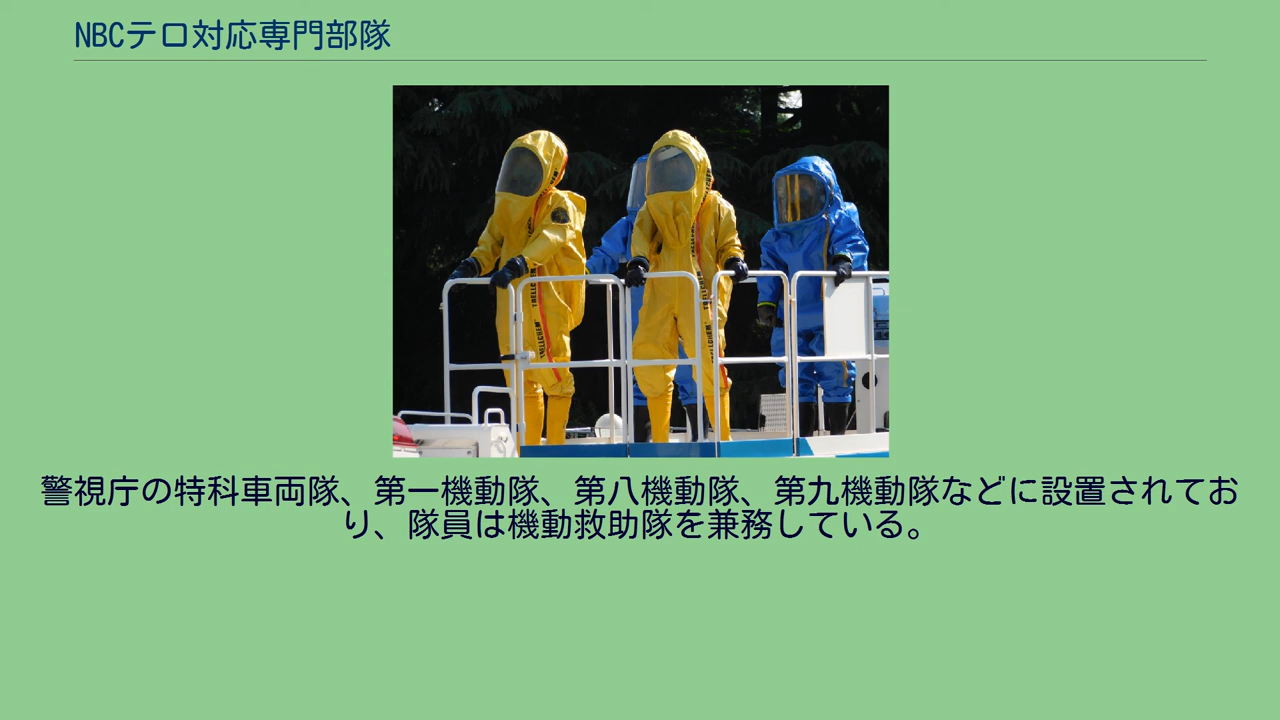 NBCテロ対応専門部隊
TRELLCHEM
TRELLCHEM
TRELLCHEM
警視庁の特科車両隊、第一機動隊、第八機動隊、第九機動隊などに設置されてお
り、隊員は機動救助隊を兼務している。